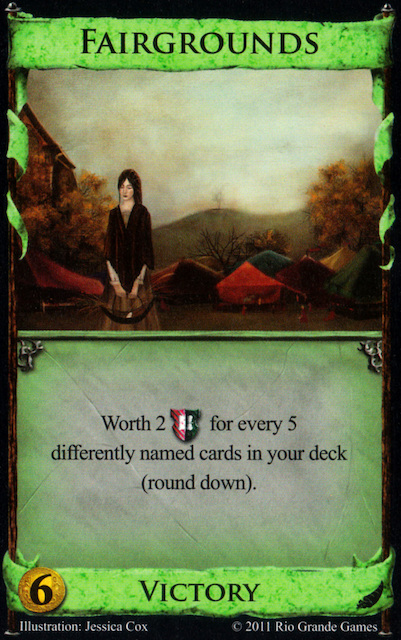 FAIRGROUNDS
Worth 2 for every 5
differently named cards in your deck
(round down).
6
VICTORY
Illustration: Jessica Cox © 2011 Rio Grande Games